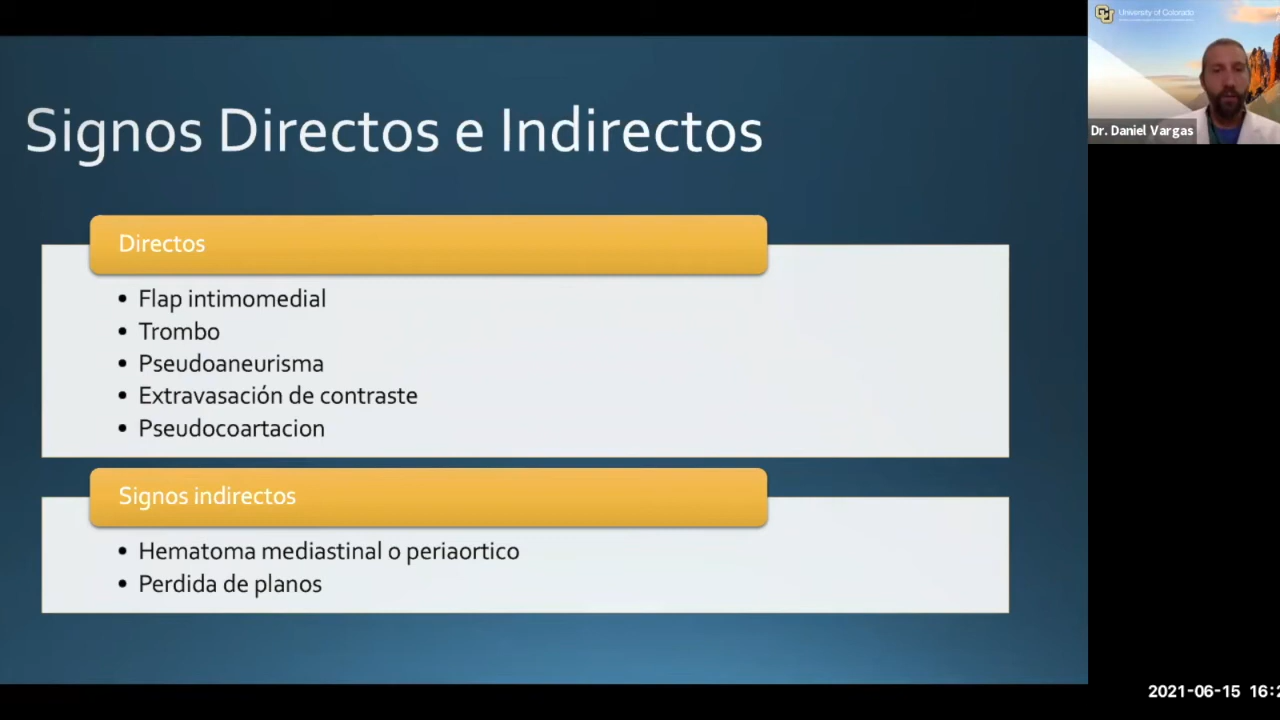 Signos Directos e Indirectos
Directos
• Flap intimomedial
• Trombo
• Pseudoaneurisma
• Extravasación de contraste
• Pseudocoartacion
Signos indirectos
• Hematoma mediastinal o periaortico
• Perdida de planos
University of Colorado
Dr. Daniel Vargas
2021-06-15 16:2